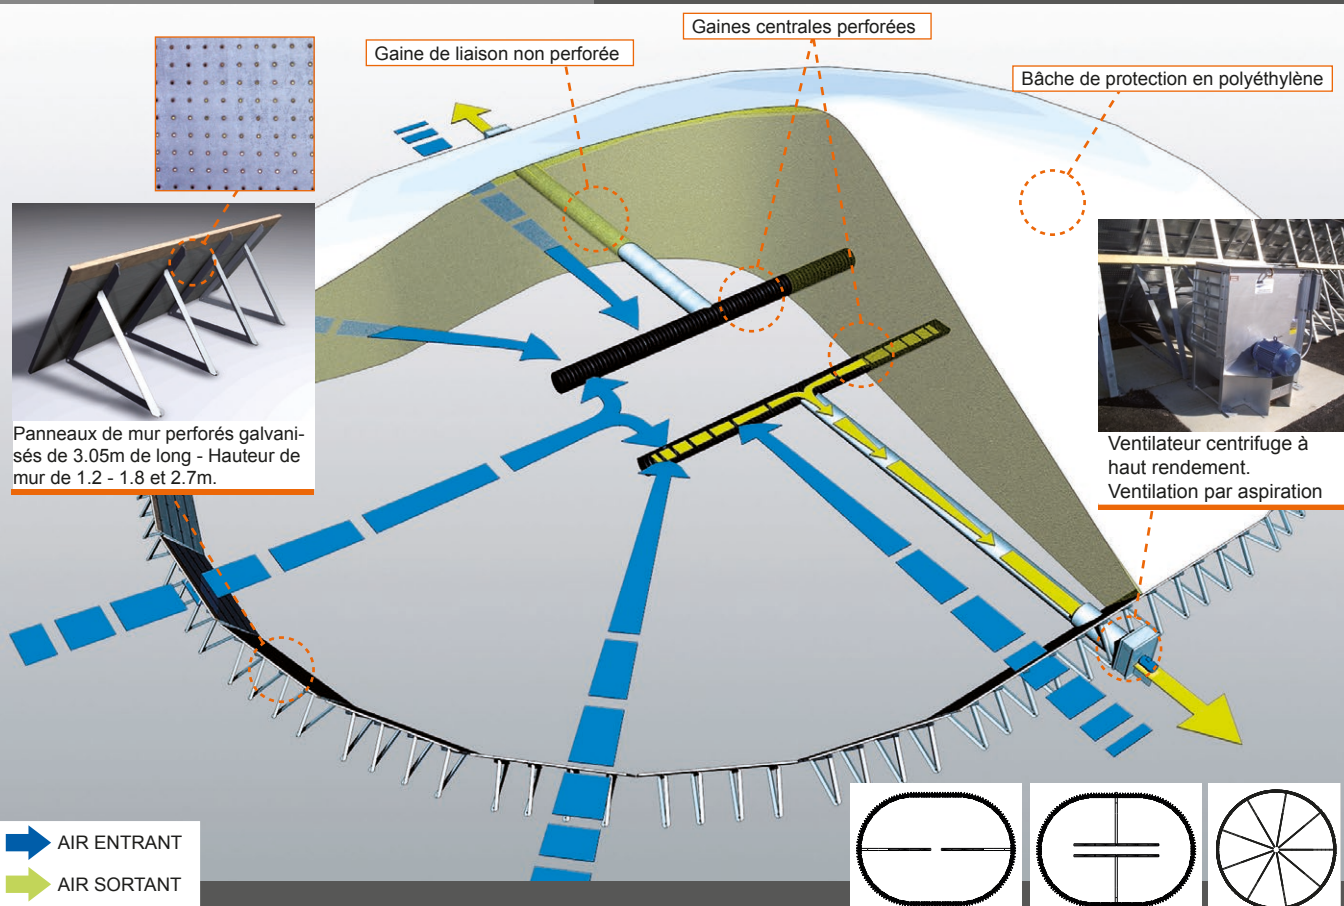 Gaines centrales perforées
Gaine de liaison non perforée
Bâche de protection en polyéthylène
Panneaux de mur perforés galvani-
sés de 3.05m de long - Hauteur de
mur de 1.2 - 1.8 et 2.7m.
Ventilateur centrifuge à
haut rendement.
Ventilation par aspiration
AIR ENTRANT
AIR SORTANT